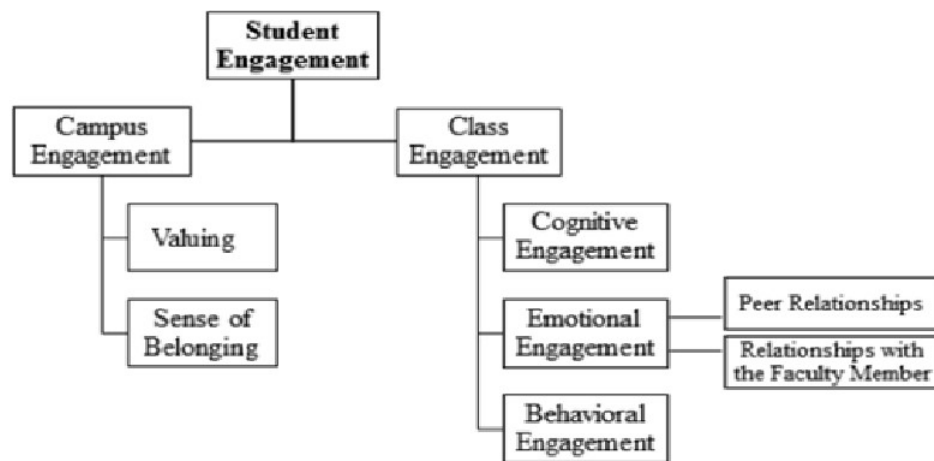 Student
Engagement
Campus
Engagement
Class
Engagement
Valuing
Sense of
Belonging
Cognitive
Engagement
Emotional
Engagement
Peer Relationships
Relationships with
the Faculty Member
Behavioral
Engagement